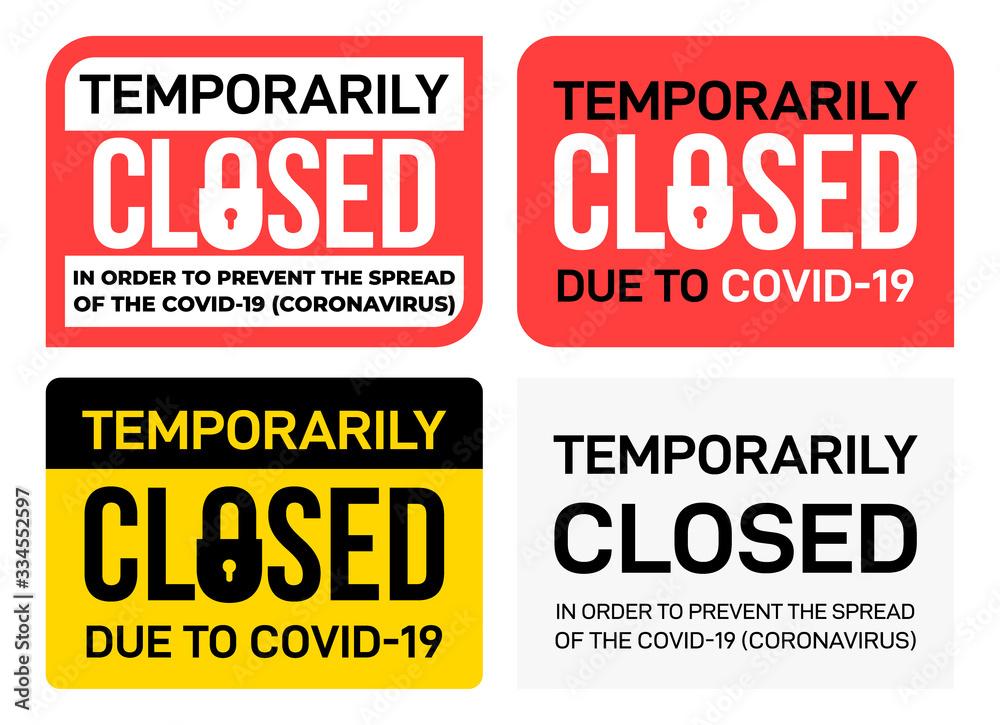 TEMPORARILY
CLOSED
IN ORDER TO PREVENT THE SPREAD
OF THE COVID-19 (CORONAVIRUS)
TEMPORARILY
CLOSED
DUE TO COVID-19
TEMPORARILY
CLOSED
DUE TO COVID-19
TEMPORARILY
CLOSED
IN ORDER TO PREVENT THE SPREAD
OF THE COVID-19 (CORONAVIRUS)
Adobe Stock | #334552597